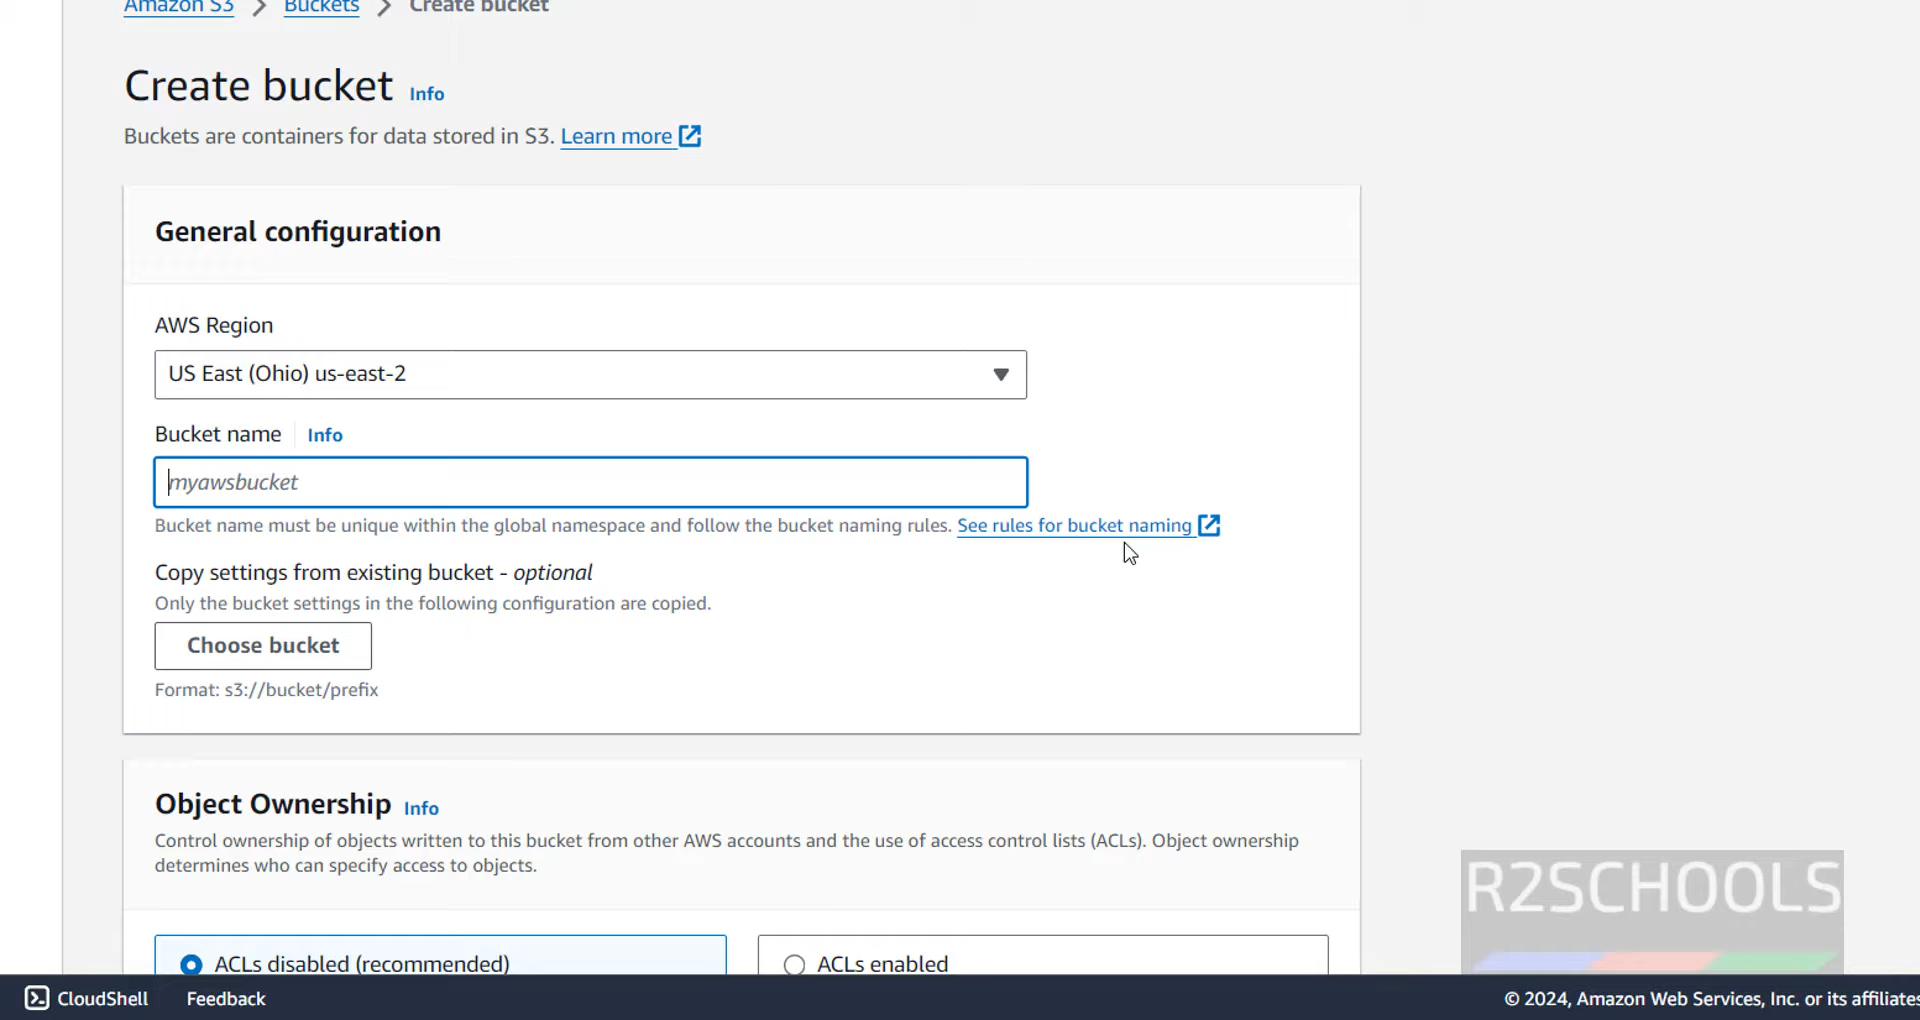 Amazon S3 > Buckets > Create bucket
Create bucket Info
Buckets are containers for data stored in S3. Learn more
General configuration
AWS Region
US East (Ohio) us-east-2
Bucket name Info
myawsbucket
Bucket name must be unique within the global namespace and follow the bucket naming rules. See rules for bucket naming
Copy settings from existing bucket - optional
Only the bucket settings in the following configuration are copied.
Choose bucket
Format: s3://bucket/prefix
Object Ownership Info
Control ownership of objects written to this bucket from other AWS accounts and the use of access control lists (ACLs). Object ownership
determines who can specify access to objects.
ACLs disabled (recommended)
ACLs enabled
R2SCHOOLS
CloudShell Feedback
© 2024, Amazon Web Services, Inc. or its affiliates